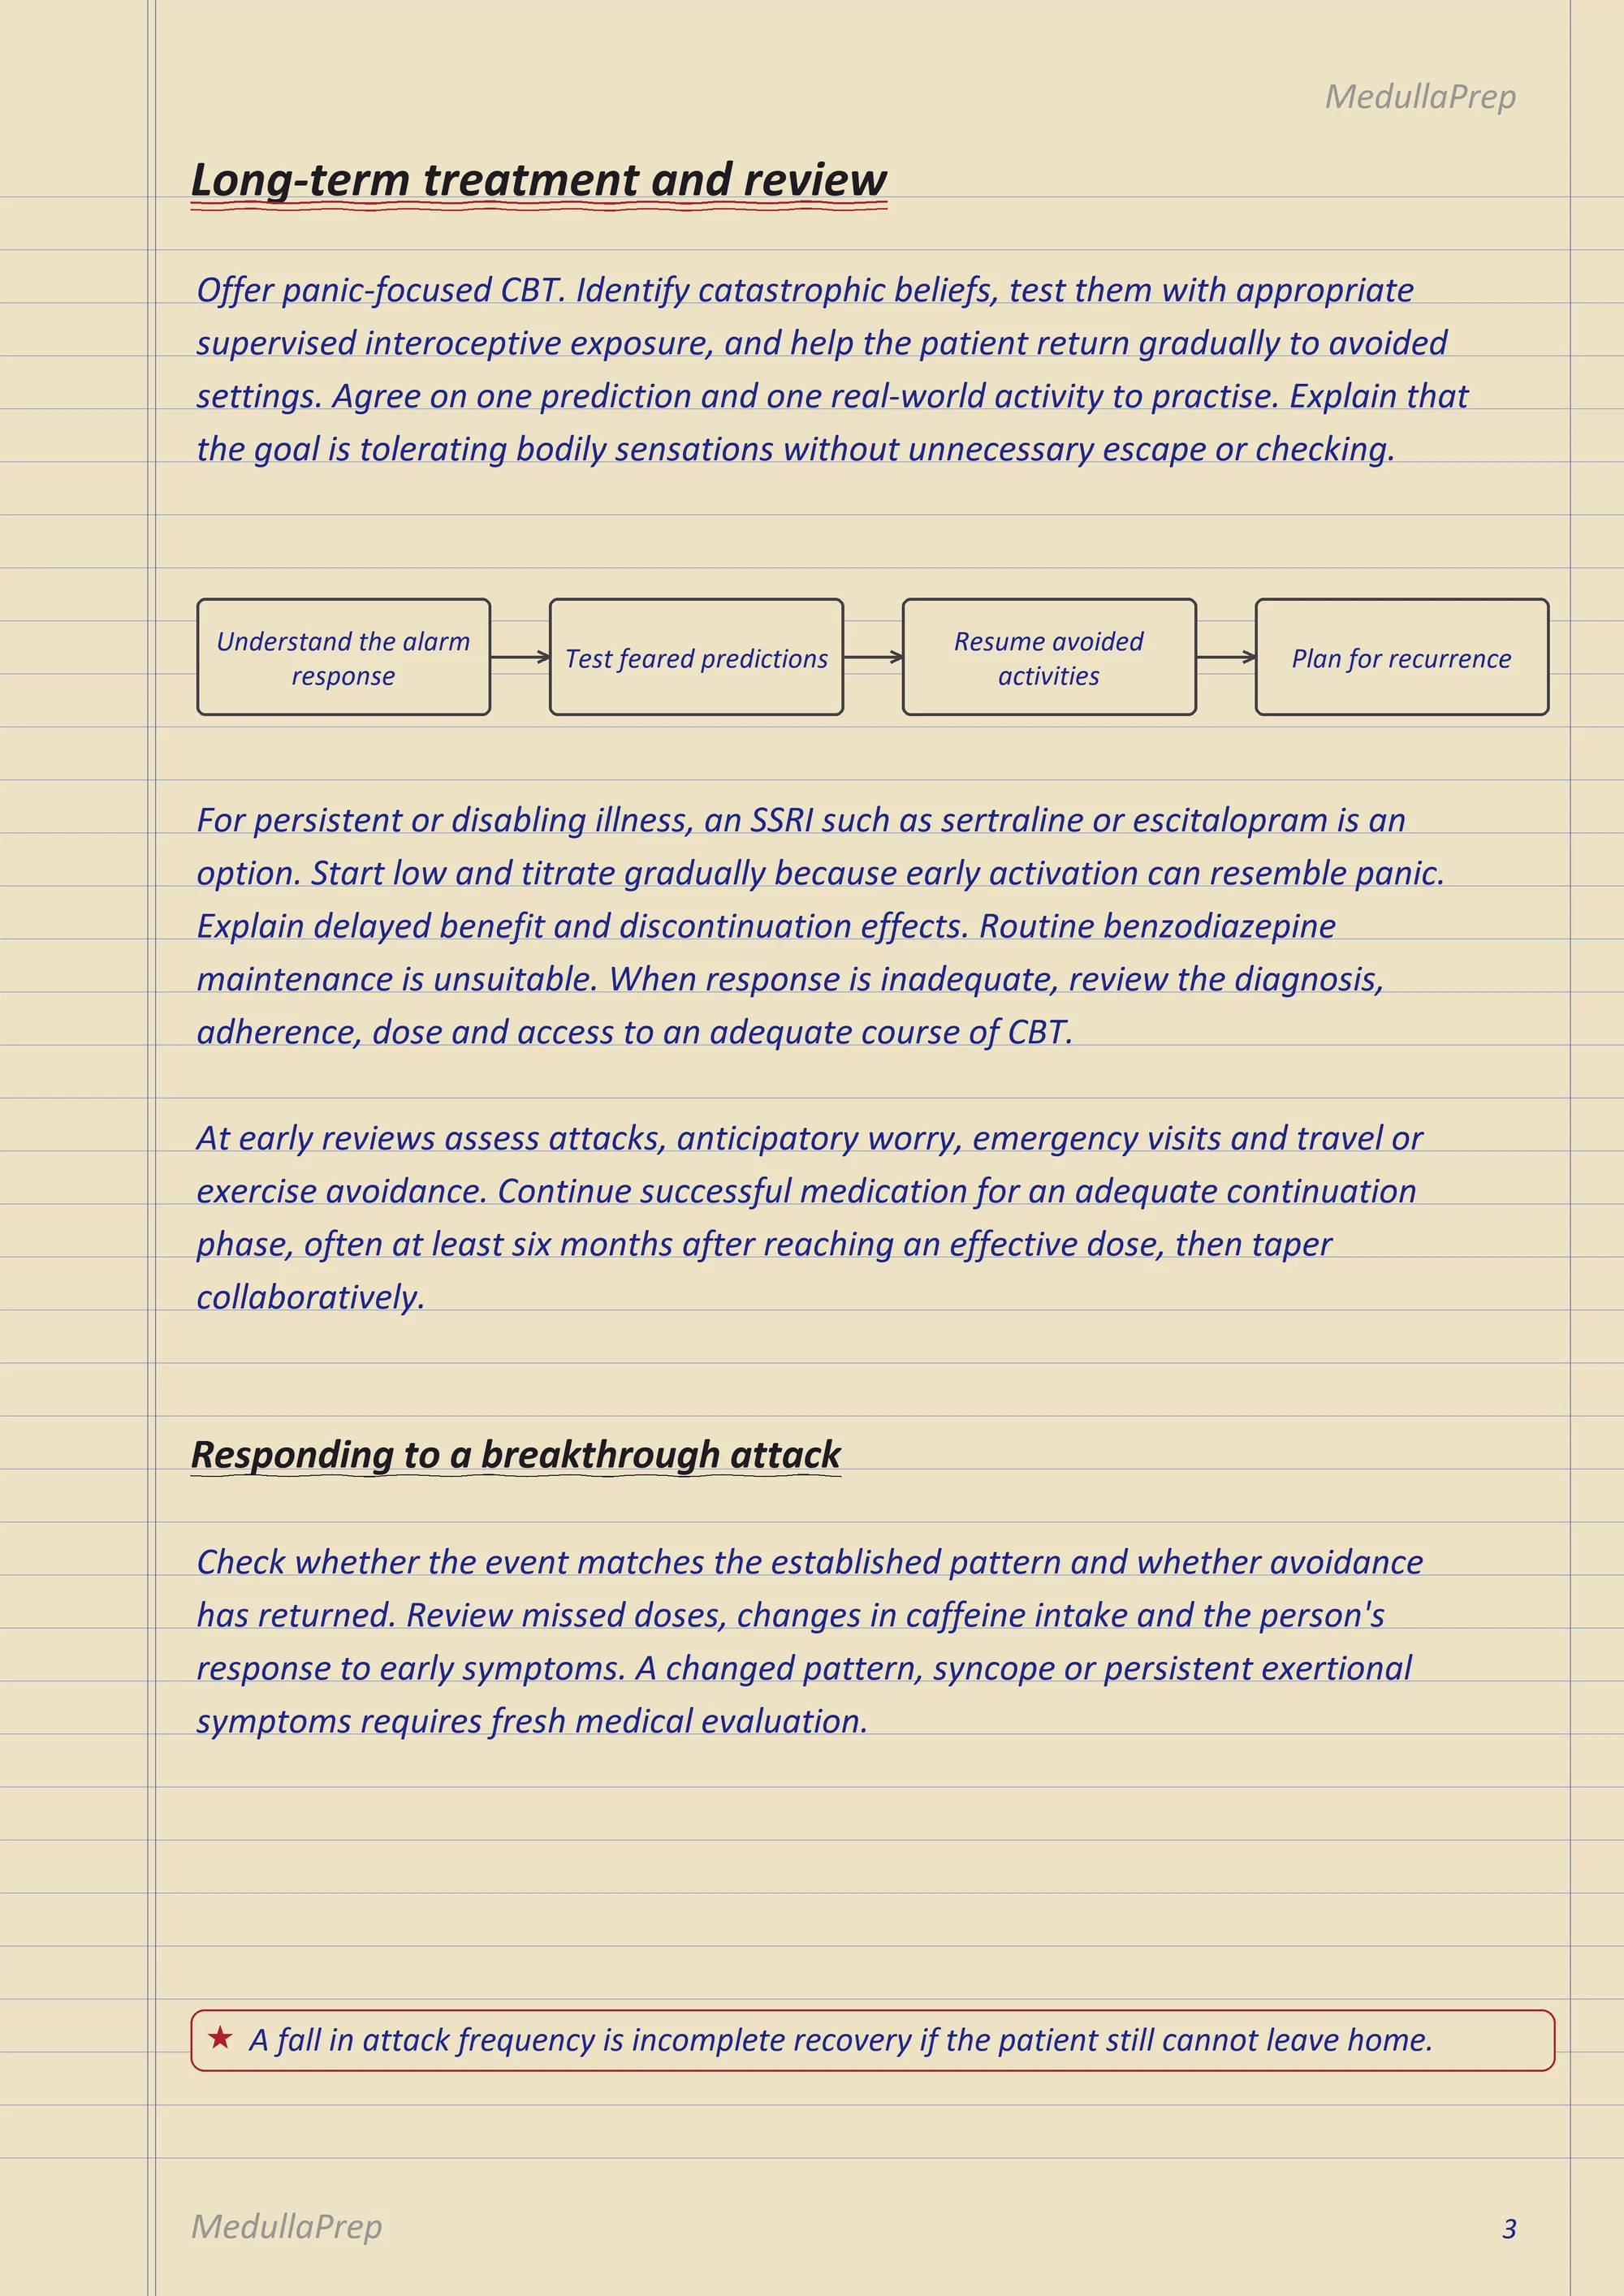 MedullaPrep
Long-term treatment and review
Offer panic-focused CBT. Identify catastrophic beliefs, test them with appropriate
supervised interoceptive exposure, and help the patient return gradually to avoided
settings. Agree on one prediction and one real-world activity to practise. Explain that
the goal is tolerating bodily sensations without unnecessary escape or checking.
Understand the alarm
response
Test feared predictions
Resume avoided
activities
Plan for recurrence
For persistent or disabling illness, an SSRI such as sertraline or escitalopram is an
option. Start low and titrate gradually because early activation can resemble panic.
Explain delayed benefit and discontinuation effects. Routine benzodiazepine
maintenance is unsuitable. When response is inadequate, review the diagnosis,
adherence, dose and access to an adequate course of CBT.
At early reviews assess attacks, anticipatory worry, emergency visits and travel or
exercise avoidance. Continue successful medication for an adequate continuation
phase, often at least six months after reaching an effective dose, then taper
collaboratively.
Responding to a breakthrough attack
Check whether the event matches the established pattern and whether avoidance
has returned. Review missed doses, changes in caffeine intake and the person's
response to early symptoms. A changed pattern, syncope or persistent exertional
symptoms requires fresh medical evaluation.
★ A fall in attack frequency is incomplete recovery if the patient still cannot leave home.
MedullaPrep
3